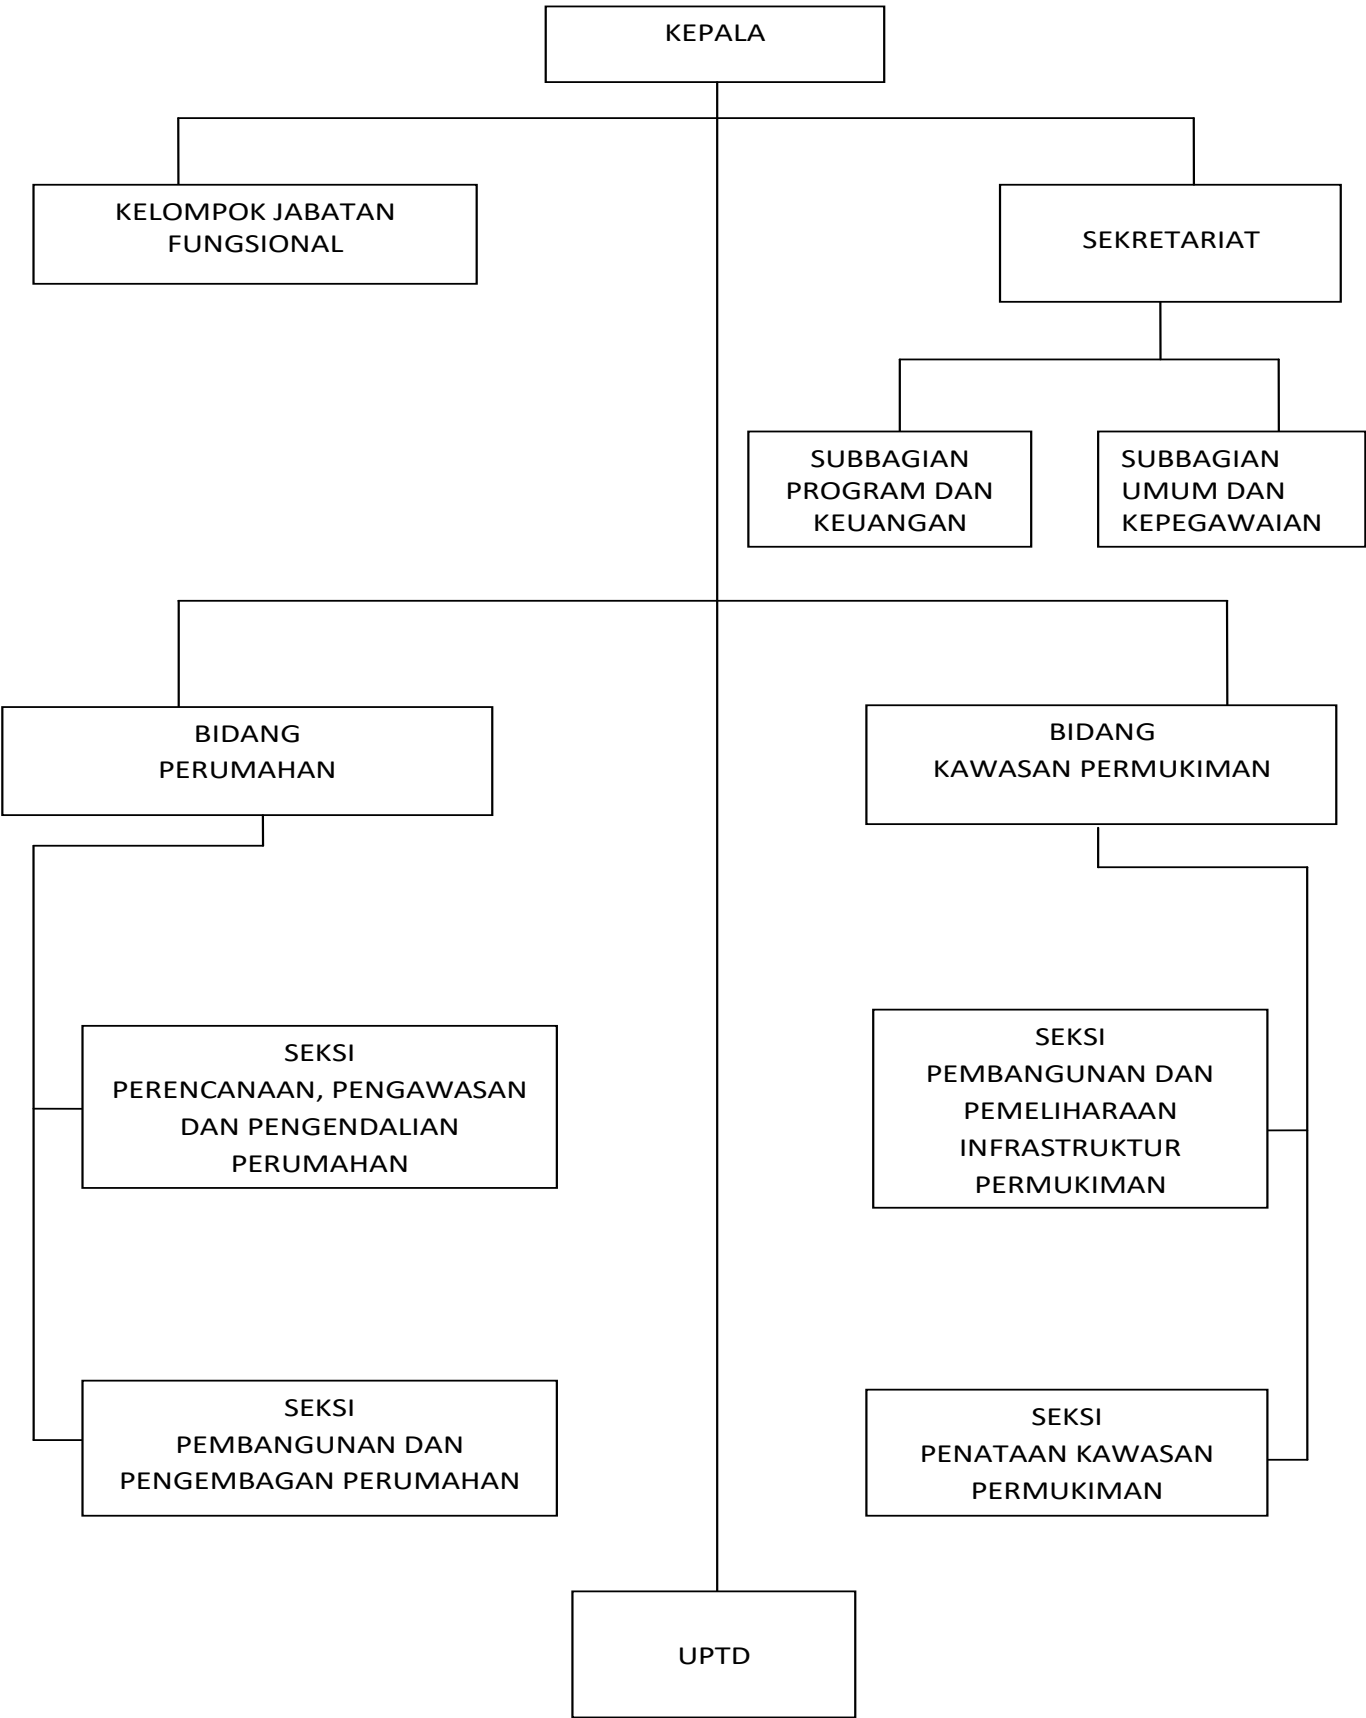 KEPALA
KELOMPOK JABATAN
FUNGSIONAL
SEKRETARIAT
SUBBAGIAN
PROGRAM DAN
KEUANGAN
SUBBAGIAN
UMUM DAN
KEPEGAWAIAN
BIDANG
PERUMAHAN
BIDANG
KAWASAN PERMUKIMAN
SEKSI
PERENCANAAN, PENGAWASAN
DAN PENGENDALIAN
PERUMAHAN
SEKSI
PEMBANGUNAN DAN
PEMELIHARAAN
INFRASTRUKTUR
PERMUKIMAN
SEKSI
PEMBANGUNAN DAN
PENGEMBAGAN PERUMAHAN
SEKSI
PENATAAN KAWASAN
PERMUKIMAN
UPTD